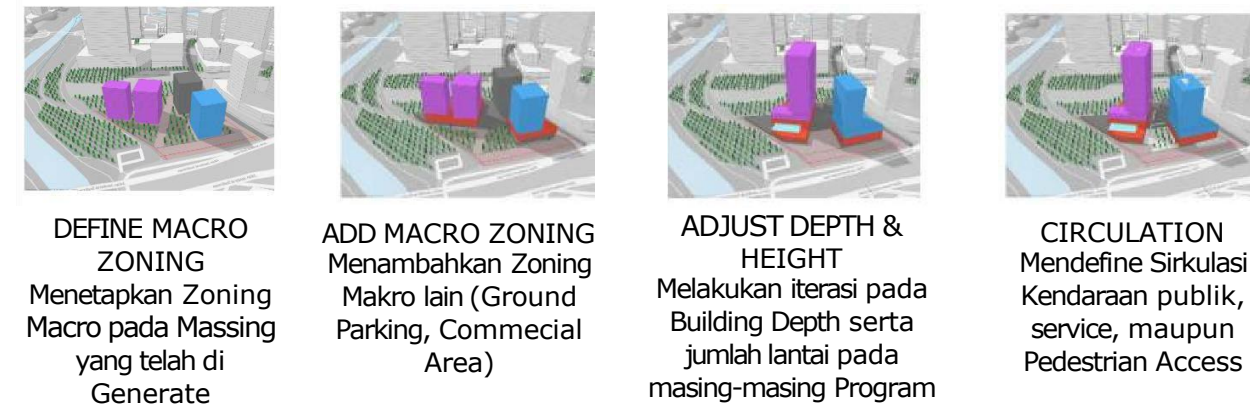 DEFINE MACRO
ZONING
Menetapkan Zoning
Macro pada Massing
yang telah di
Generate
ADD MACRO ZONING
Menambahkan Zoning
Makro lain (Ground
Parking, Commecial
Area)
ADJUST DEPTH &
HEIGHT
Melakukan iterasi pada
Building Depth serta
jumlah lantai pada
masing-masing Program
CIRCULATION
Mendefine Sirkulasi
Kendaraan publik,
service, maupun
Pedestrian Access